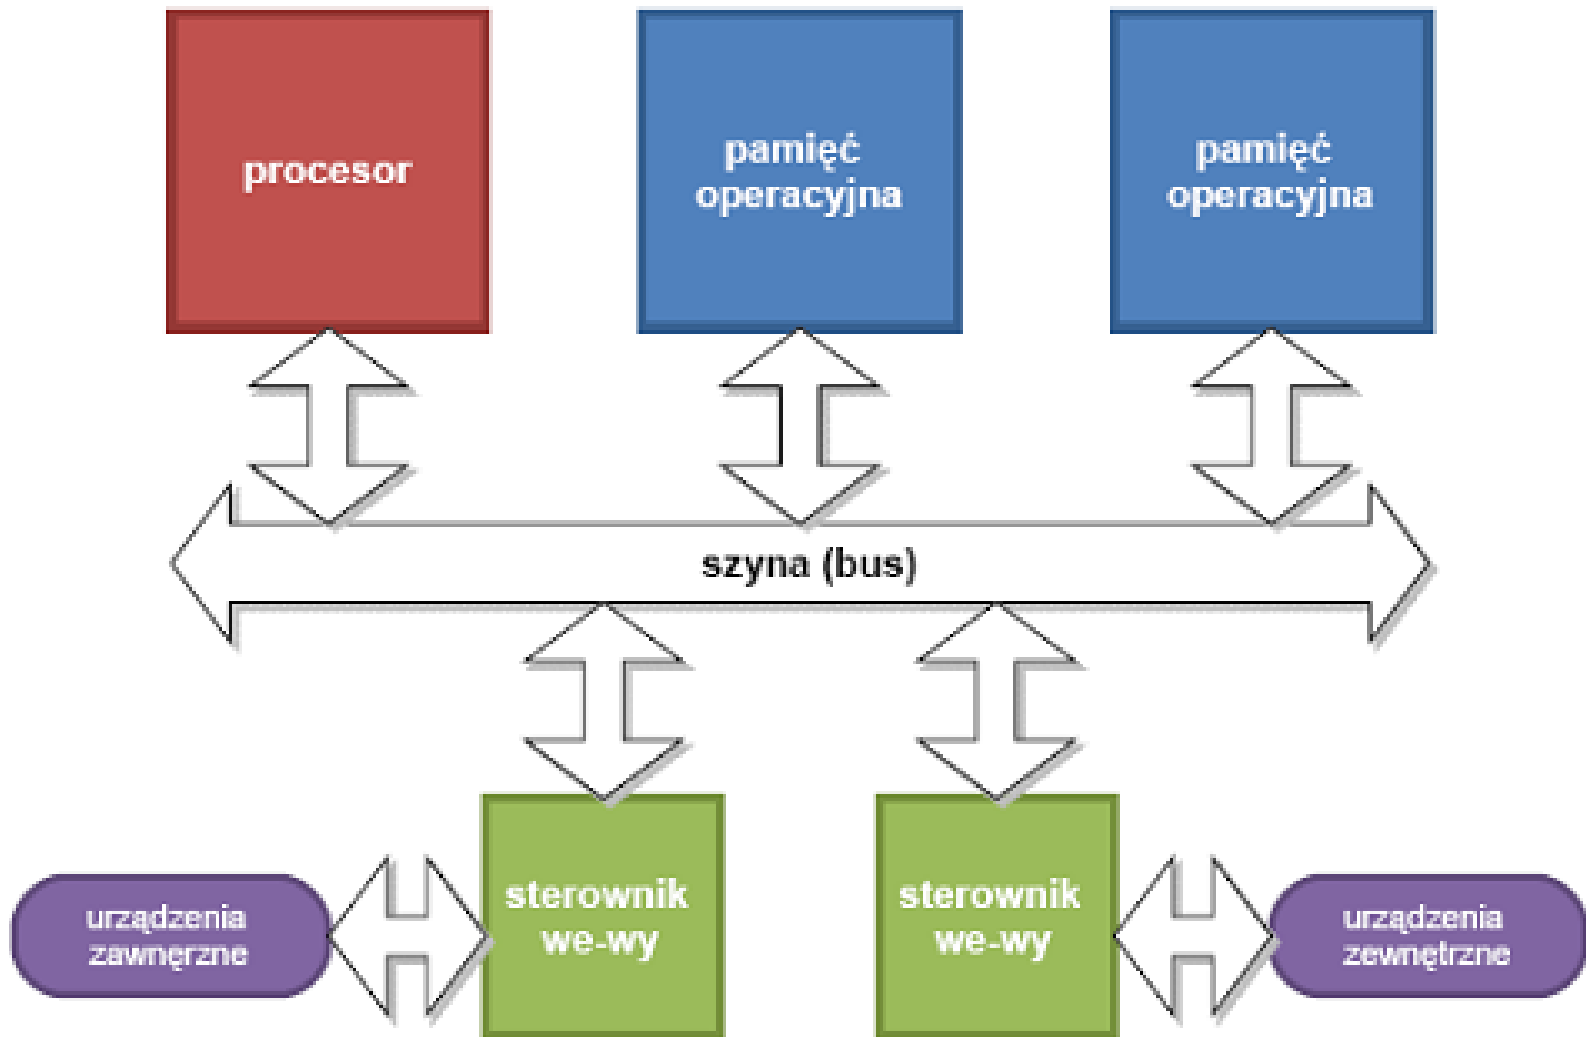 procesor
pamięć
operacyjna
pamięć
operacyjna
szyna (bus)
sterownik
we-wy
sterownik
we-wy
urządzenia
zawnęrzne
urządzenia
zewnętrzne